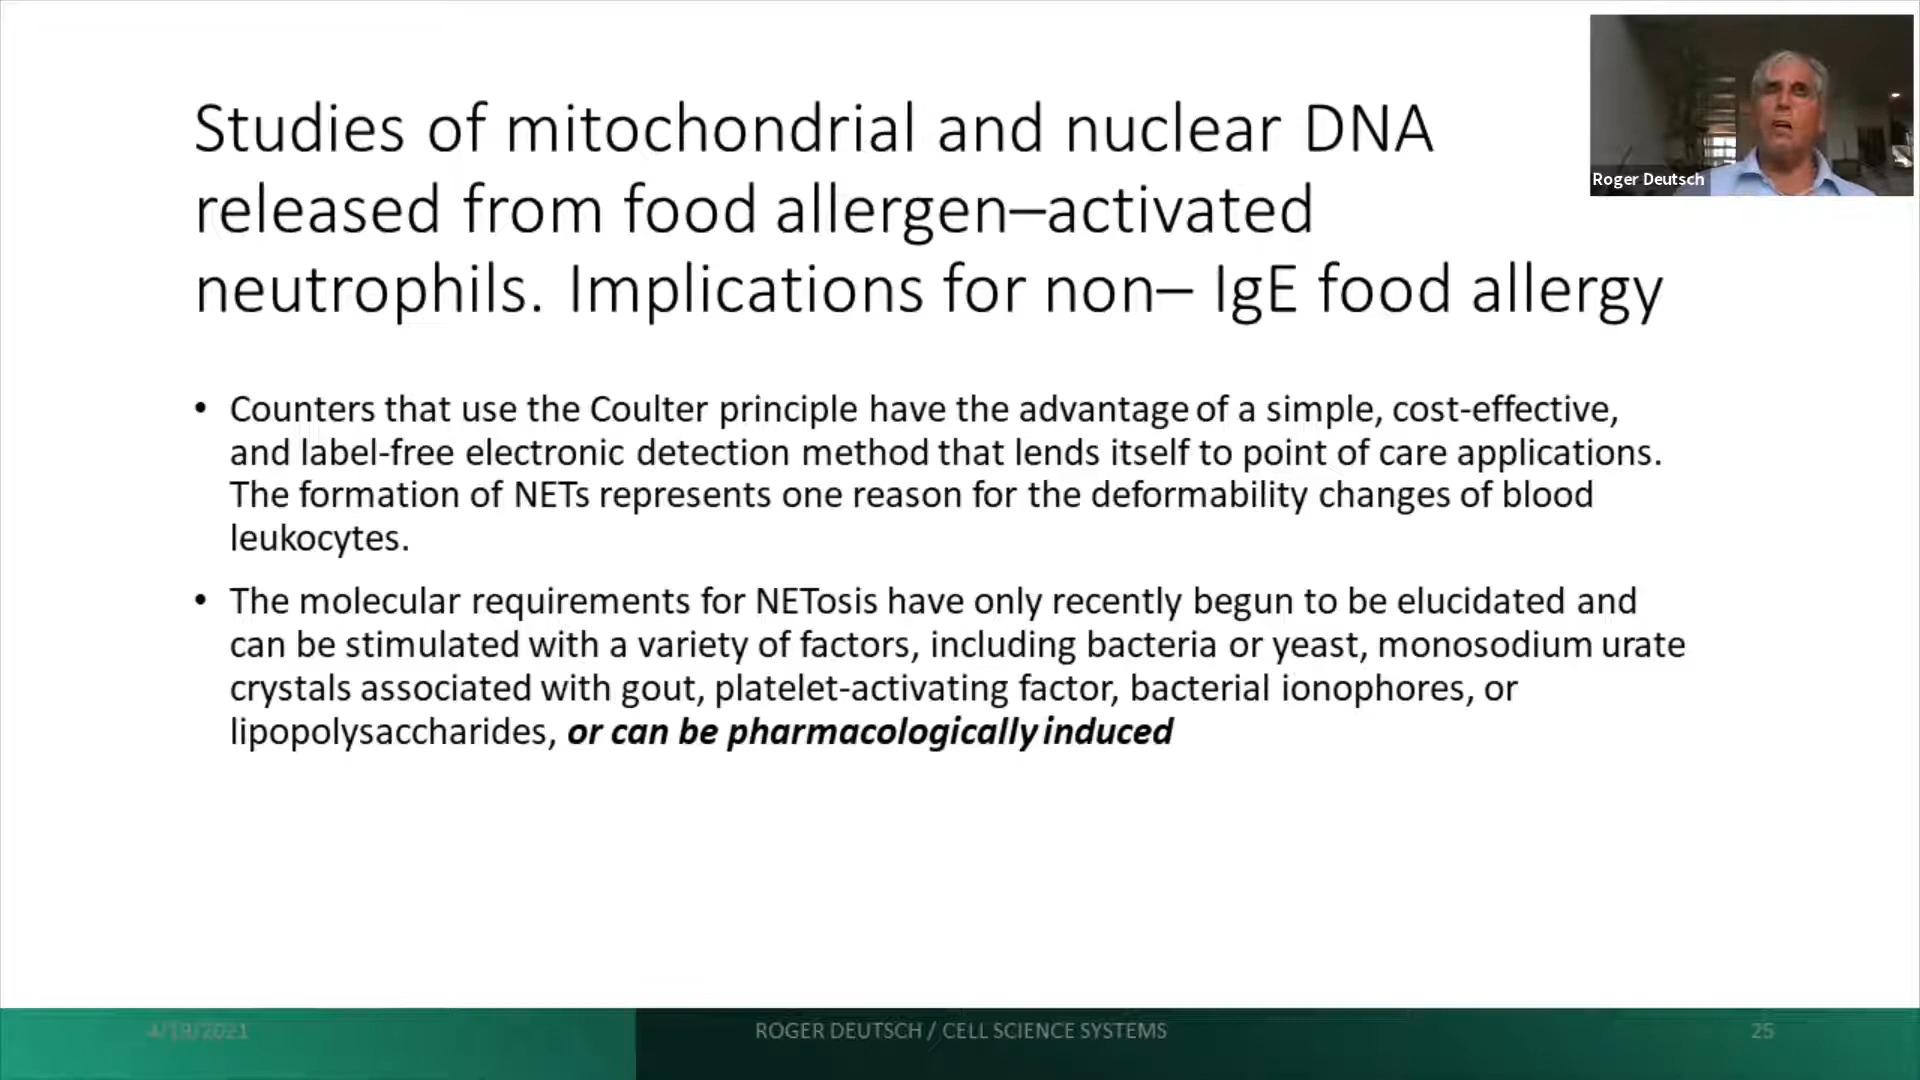 Studies of mitochondrial and nuclear DNA
released from food allergen–activated
neutrophils. Implications for non– IgE food allergy
Roger Deutsch
• Counters that use the Coulter principle have the advantage of a simple, cost-effective,
and label-free electronic detection method that lends itself to point of care applications.
The formation of NETs represents one reason for the deformability changes of blood
leukocytes.
• The molecular requirements for NETosis have only recently begun to be elucidated and
can be stimulated with a variety of factors, including bacteria or yeast, monosodium urate
crystals associated with gout, platelet-activating factor, bacterial ionophores, or
lipopolysaccharides, or can be pharmacologically induced
4/19/2021
ROGER DEUTSCH / CELL SCIENCE SYSTEMS
25